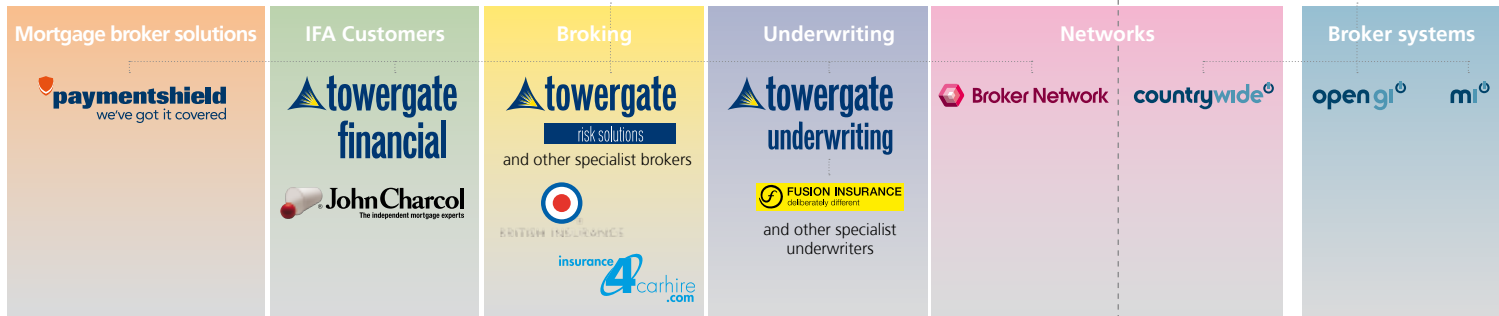 Mortgage broker solutions
paymentshield
we've got it covered
IFA Customers
towergate
financial
John Charcol
The independent mortgage experts
Broking
towergate
risk solutions
and other specialist brokers
BRITISH INSURANCE
insurance
4
carhire
.com
Underwriting
towergate
underwriting
f FUSION INSURANCE
deliberately different
and other specialist
underwriters
Networks
Broker Network
countrywide
Broker systems
open gi
mi